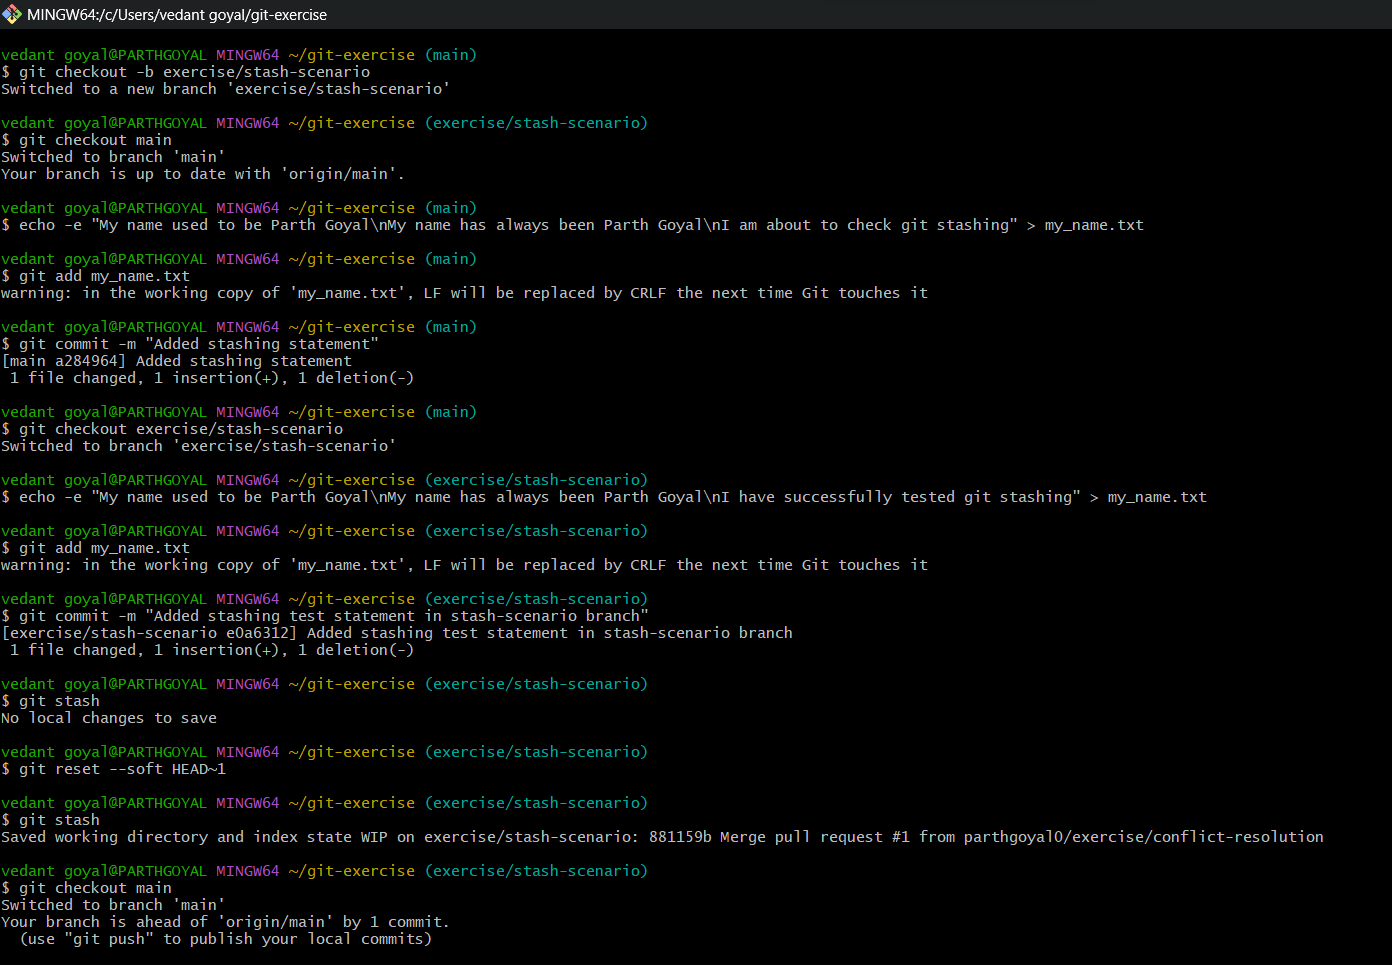 MINGW64:/c/Users/vedant goyal/git-exercise
vedant goyal@PARTHGOYAL MINGW64 ~/git-exercise (main)
$ git checkout -b exercise/stash-scenario
Switched to a new branch 'exercise/stash-scenario'
vedant goyal@PARTHGOYAL MINGW64 ~/git-exercise (exercise/stash-scenario)
$ git checkout main
Switched to branch 'main'
Your branch is up to date with 'origin/main'.
vedant goyal@PARTHGOYAL MINGW64 ~/git-exercise (main)
$ echo -e "My name used to be Parth Goyal\nMy name has always been Parth Goyal\nI am about to check git stashing" > my_name.txt
vedant goyal@PARTHGOYAL MINGW64 ~/git-exercise (main)
$ git add my_name.txt
warning: in the working copy of 'my_name.txt', LF will be replaced by CRLF the next time Git touches it
vedant goyal@PARTHGOYAL MINGW64 ~/git-exercise (main)
$ git commit -m "Added stashing statement"
[main a284964] Added stashing statement
 1 file changed, 1 insertion(+), 1 deletion(-)
vedant goyal@PARTHGOYAL MINGW64 ~/git-exercise (main)
$ git checkout exercise/stash-scenario
Switched to branch 'exercise/stash-scenario'
vedant goyal@PARTHGOYAL MINGW64 ~/git-exercise (exercise/stash-scenario)
$ echo -e "My name used to be Parth Goyal\nMy name has always been Parth Goyal\nI have successfully tested git stashing" > my_name.txt
vedant goyal@PARTHGOYAL MINGW64 ~/git-exercise (exercise/stash-scenario)
$ git add my_name.txt
warning: in the working copy of 'my_name.txt', LF will be replaced by CRLF the next time Git touches it
vedant goyal@PARTHGOYAL MINGW64 ~/git-exercise (exercise/stash-scenario)
$ git commit -m "Added stashing test statement in stash-scenario branch"
[exercise/stash-scenario e0a6312] Added stashing test statement in stash-scenario branch
 1 file changed, 1 insertion(+), 1 deletion(-)
vedant goyal@PARTHGOYAL MINGW64 ~/git-exercise (exercise/stash-scenario)
$ git stash
No local changes to save
vedant goyal@PARTHGOYAL MINGW64 ~/git-exercise (exercise/stash-scenario)
$ git reset --soft HEAD~1
vedant goyal@PARTHGOYAL MINGW64 ~/git-exercise (exercise/stash-scenario)
$ git stash
Saved working directory and index state WIP on exercise/stash-scenario: 881159b Merge pull request #1 from parthgoyal0/exercise/conflict-resolution
vedant goyal@PARTHGOYAL MINGW64 ~/git-exercise (exercise/stash-scenario)
$ git checkout main
Switched to branch 'main'
Your branch is ahead of 'origin/main' by 1 commit.
  (use "git push" to publish your local commits)